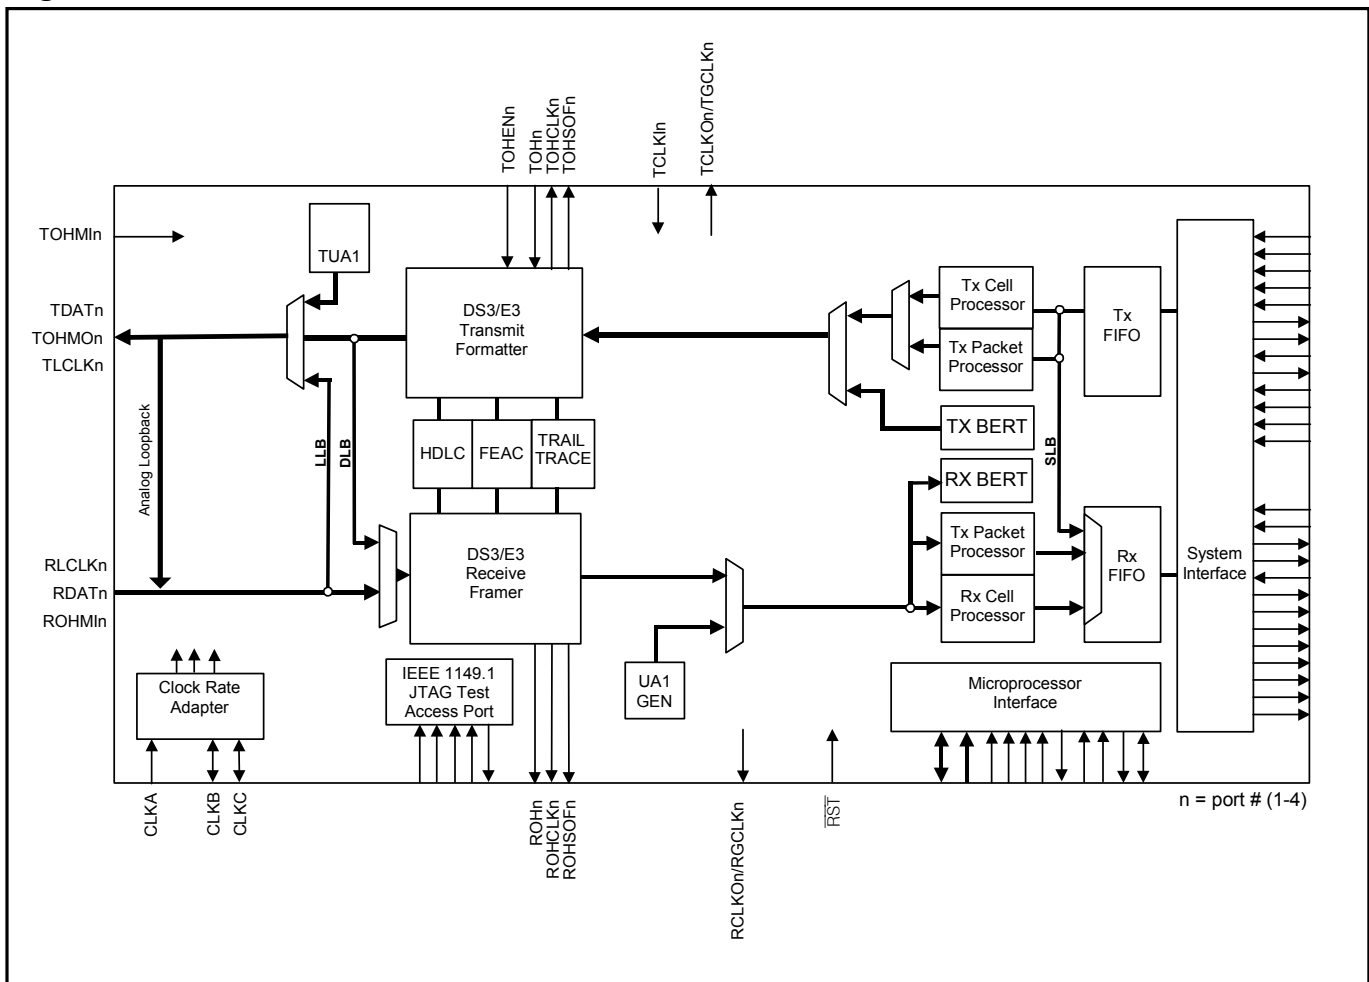 TOHENn
TOHn
TOHCLKn
TOHSOFn
TCLKIn
TCLKOn/TGCLKn
TOHMIn
TUA1
TDATn
TOHMOn
TLCLKn
DS3/E3
Transmit
Formatter
Tx Cell
Processor
Tx Packet
Processor
Tx
FIFO
TX BERT
RX BERT
Analog Loopback
LLB
DLB
HDLC
FEAC
TRAIL
TRACE
SLB
RLCLKn
RDATn
ROHMIn
DS3/E3
Receive
Framer
Tx Packet
Processor
Rx Cell
Processor
Rx
FIFO
System
Interface
Clock Rate
Adapter
IEEE 1149.1
JTAG Test
Access Port
UA1
GEN
Microprocessor
Interface
CLKA
CLKB
CLKC
ROHn
ROHCLKn
ROHSOFn
RCLKOn/RGCLKn
RST
n = port # (1-4)